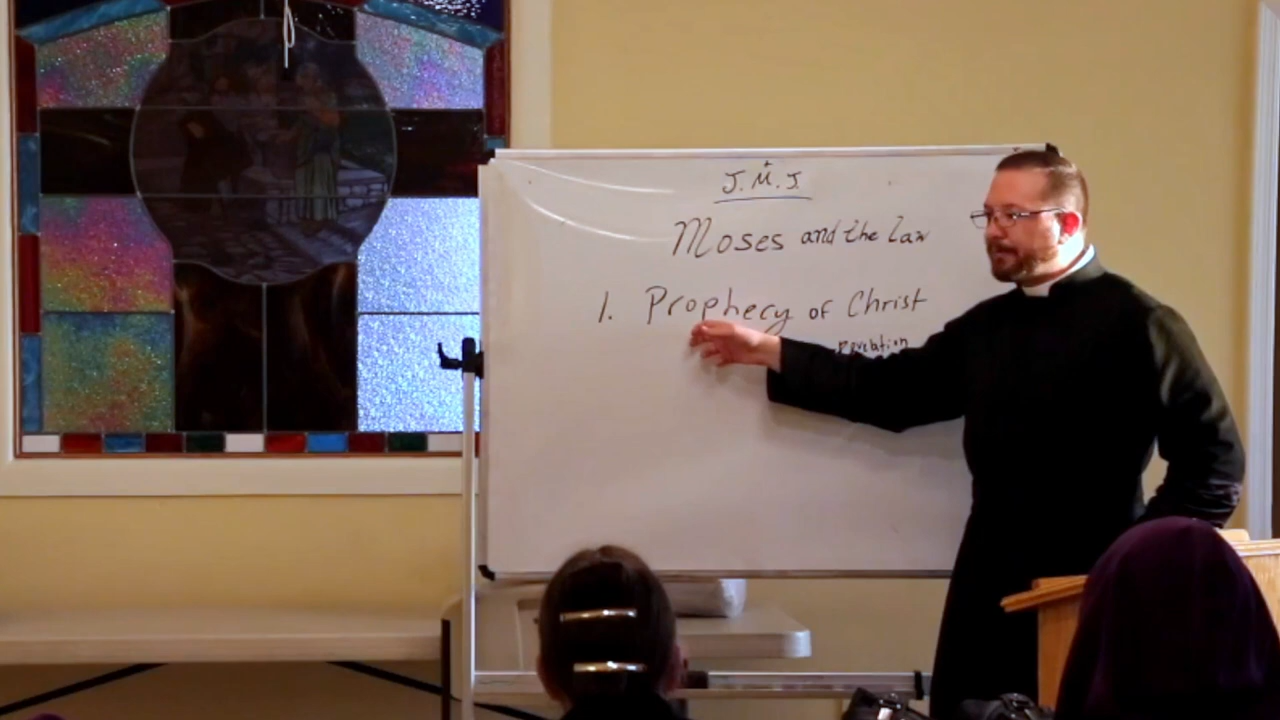 J.M.J.
Moses and the Law
1. Prophecy of Christ
revelation